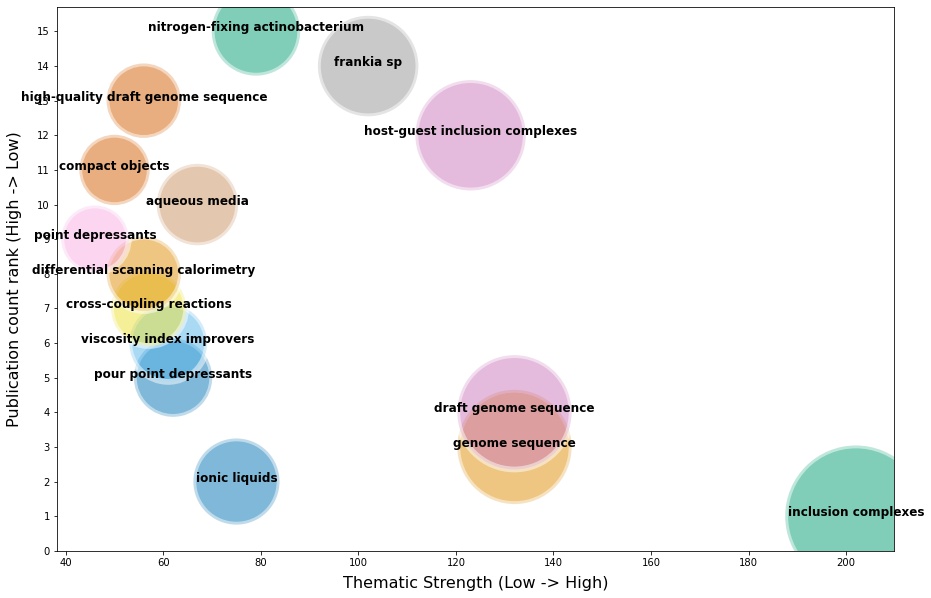 nitrogen-fixing actinobacterium
frankia sp
high-quality draft genome sequence
host-guest inclusion complexes
compact objects
aqueous media
point depressants
differential scanning calorimetry
cross-coupling reactions
viscosity index improvers
pour point depressants
draft genome sequence
genome sequence
ionic liquids
inclusion complexes
15
14
13
12
11
10
9
8
7
6
5
4
3
2
1
0
40 60 80 100 120 140 160 180 200
Publication count rank (High -> Low)
Thematic Strength (Low -> High)